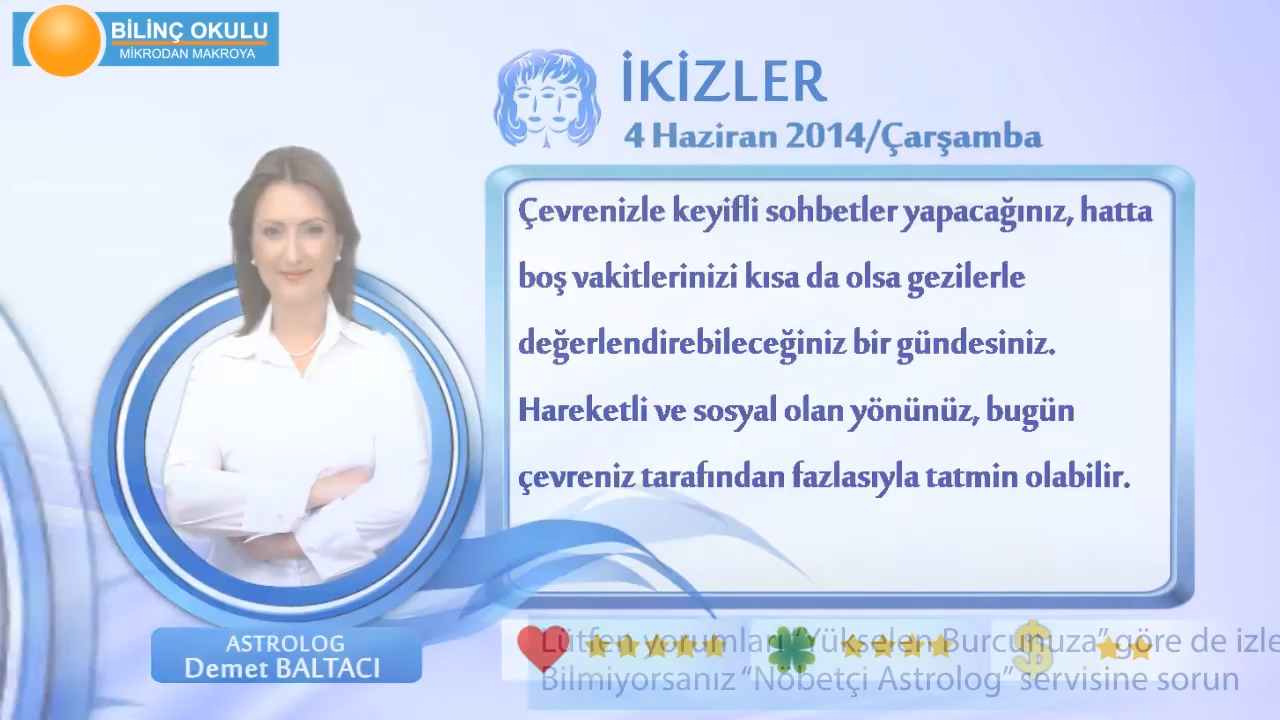 BİLİNÇ OKULU
MİKRODAN MAKROYA
İKİZLER
4 Haziran 2014/Çarşamba
Çevrenizle keyifli sohbetler yapacağınız, hatta
boş vakitlerinizi kısa da olsa gezilerle
değerlendirebileceğiniz bir gündesiniz.
Hareketli ve sosyal olan yönünüz, bugün
çevreniz tarafından fazlasıyla tatmin olabilir.
ASTROLOG
Demet BALTACI
Lütfen yorumları "Yükselen Burcunuza" göre de izle
Bilmiyorsanız "Nöbetçi Astrolog" servisine sorun